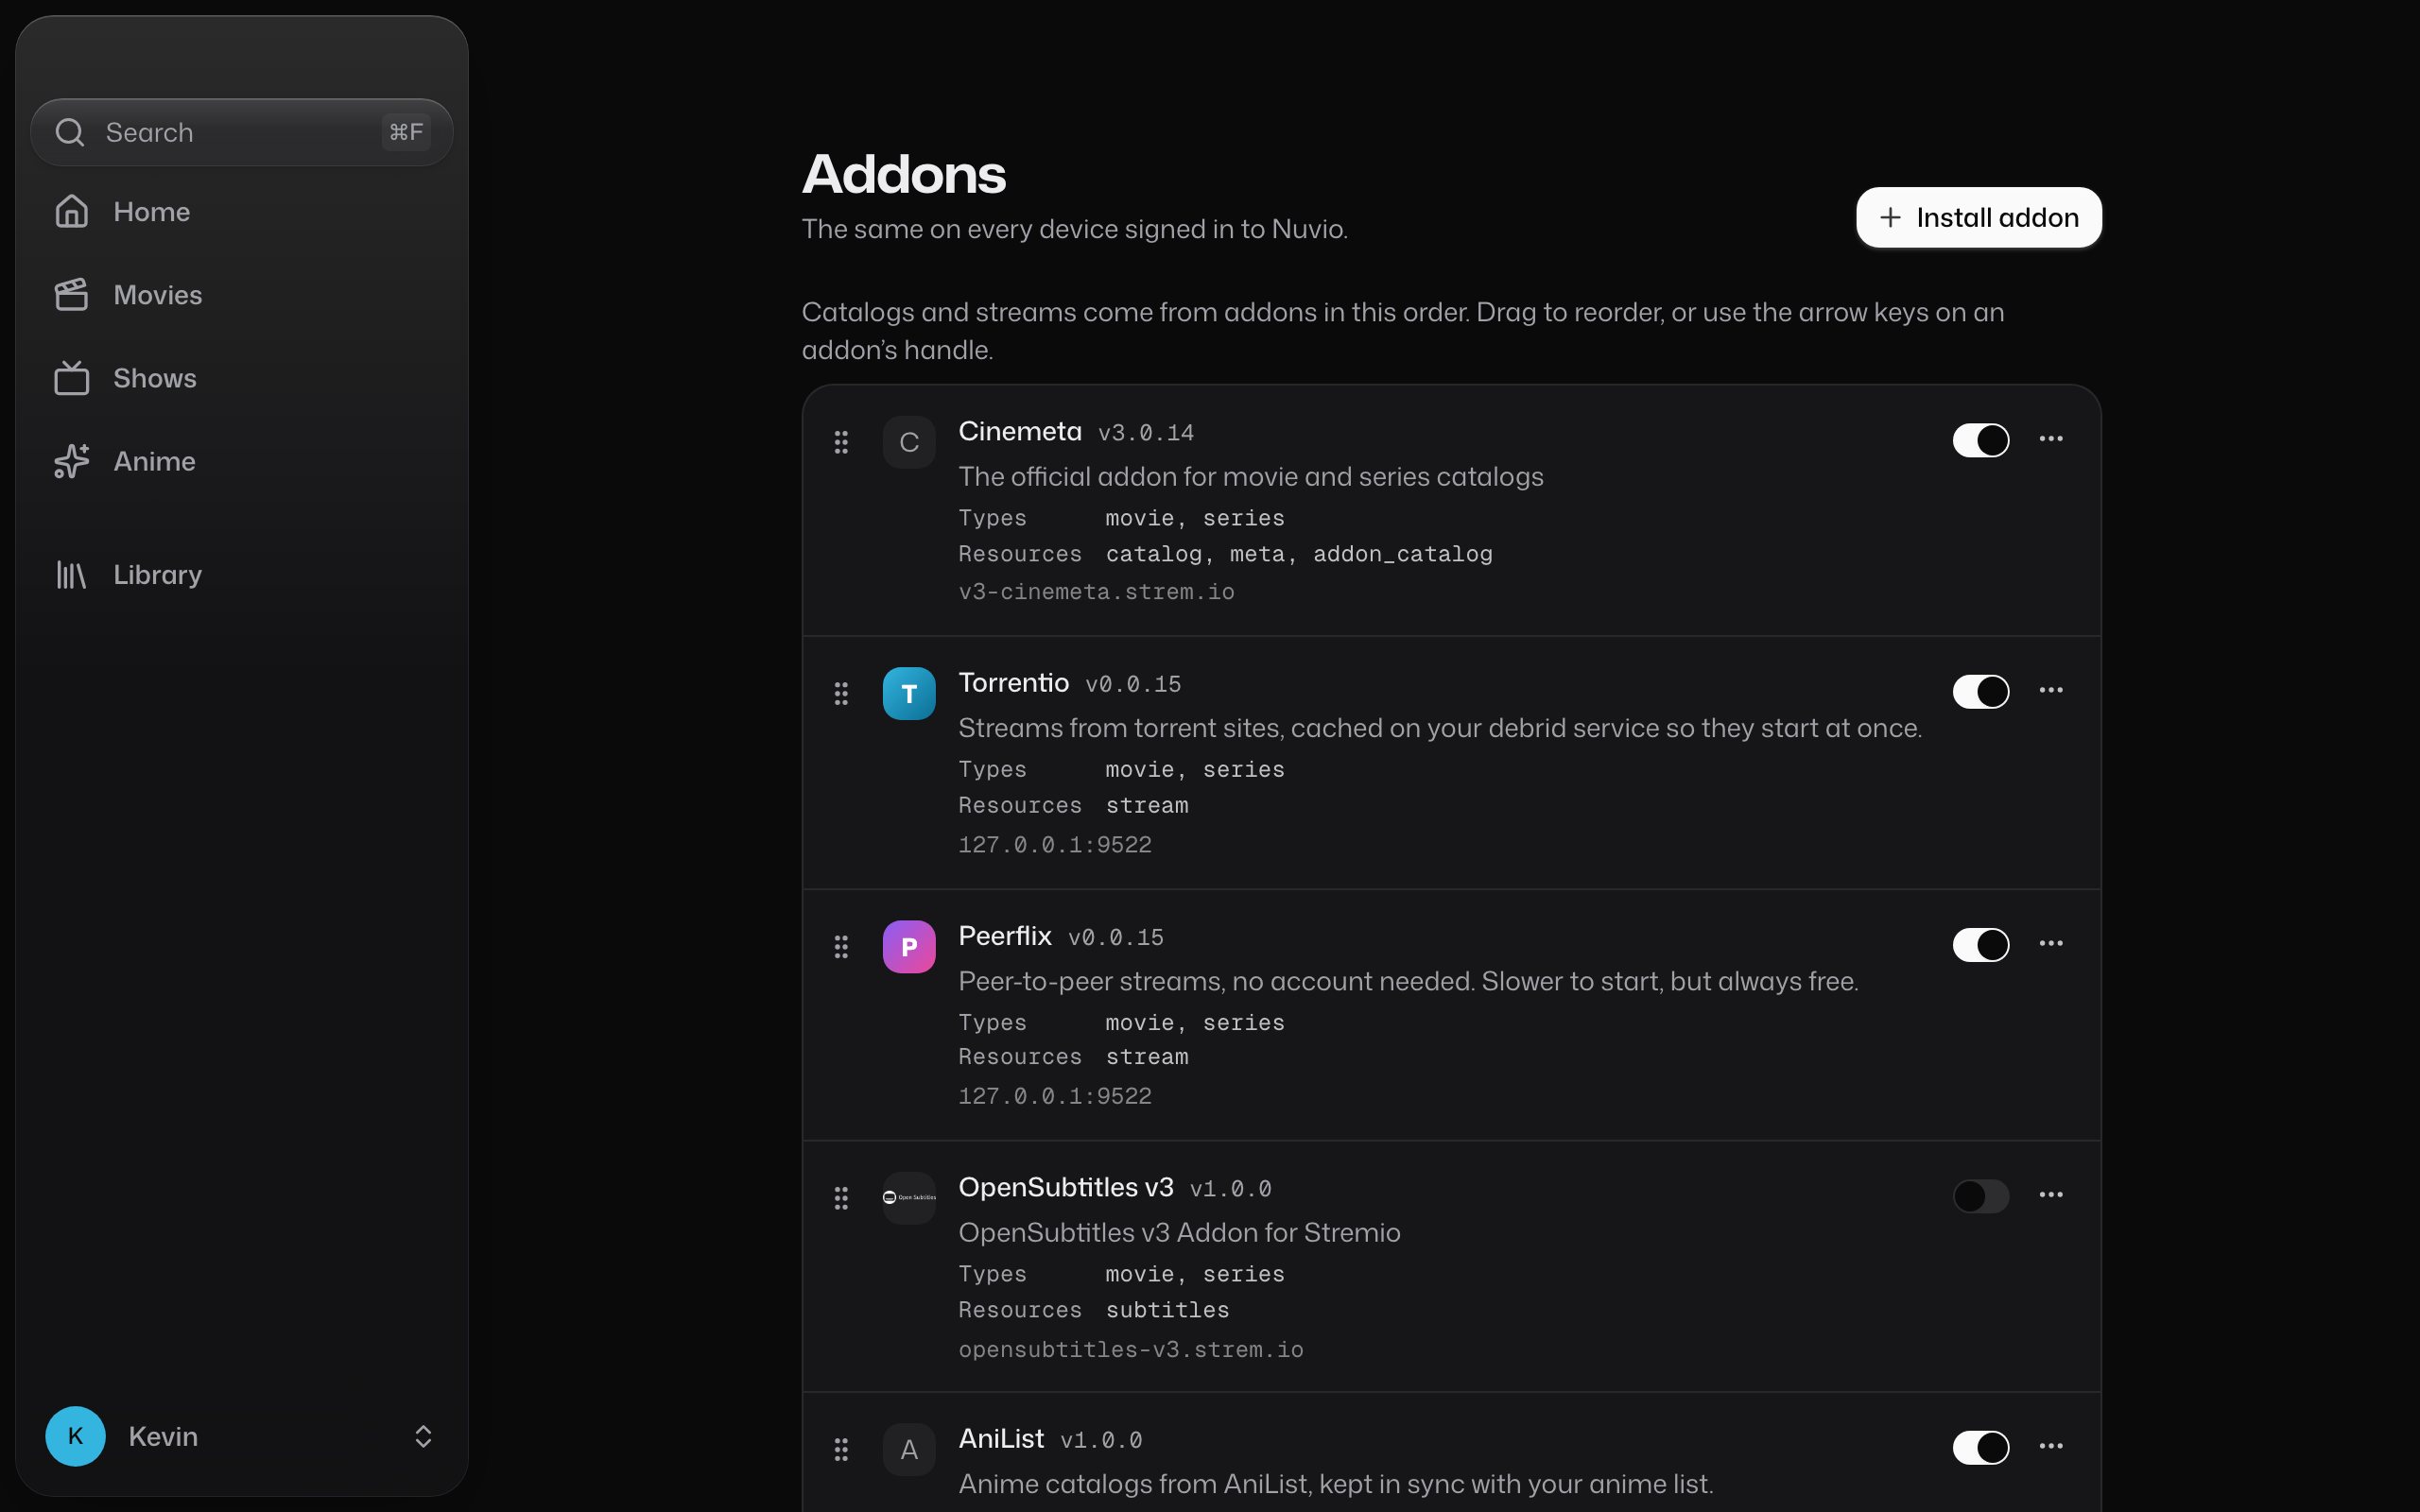 Search ⌘F
Home
Movies
Shows
Anime
Library
K Kevin
Addons
The same on every device signed in to Nuvio.
Install addon
Catalogs and streams come from addons in this order. Drag to reorder, or use the arrow keys on an
addon’s handle.
C
Cinemeta v3.0.14
The official addon for movie and series catalogs
Types movie, series
Resources catalog, meta, addon_catalog
v3-cinemeta.strem.io
T
Torrentio v0.0.15
Streams from torrent sites, cached on your debrid service so they start at once.
Types movie, series
Resources stream
127.0.0.1:9522
P
Peerflix v0.0.15
Peer-to-peer streams, no account needed. Slower to start, but always free.
Types movie, series
Resources stream
127.0.0.1:9522
Open Subtitles
OpenSubtitles v3 v1.0.0
OpenSubtitles v3 Addon for Stremio
Types movie, series
Resources subtitles
opensubtitles-v3.strem.io
A
AniList v1.0.0
Anime catalogs from AniList, kept in sync with your anime list.